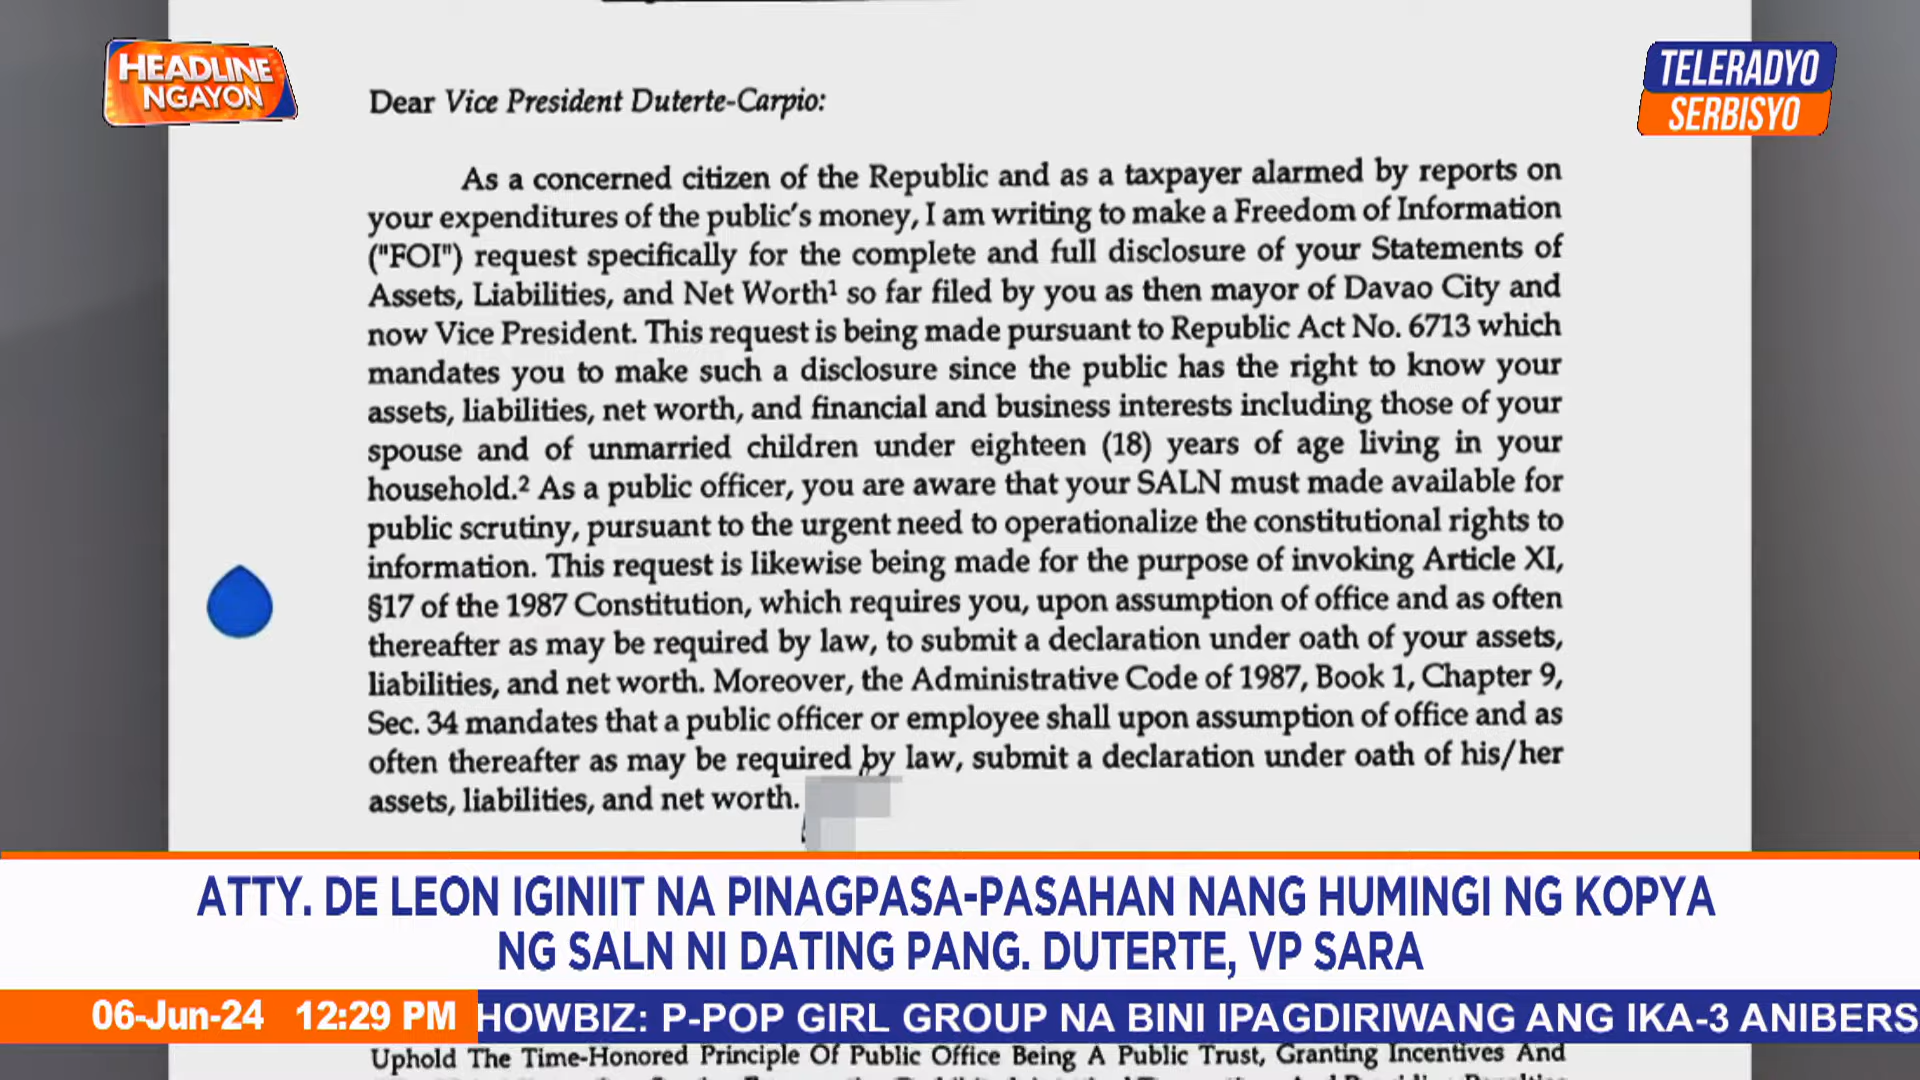 HEADLINE
NGAYON
TELERADYO
SERBISYO
Dear Vice President Duterte-Carpio:
As a concerned citizen of the Republic and as a taxpayer alarmed by reports on
your expenditures of the public's money, I am writing to make a Freedom of Information
("FOI") request specifically for the complete and full disclosure of your Statements of
Assets, Liabilities, and Net Worth¹ so far filed by you as then mayor of Davao City and
now Vice President. This request is being made pursuant to Republic Act No. 6713 which
mandates you to make such a disclosure since the public has the right to know your
assets, liabilities, net worth, and financial and business interests including those of your
spouse and of unmarried children under eighteen (18) years of age living in your
household.² As a public officer, you are aware that your SALN must made available for
public scrutiny, pursuant to the urgent need to operationalize the constitutional rights to
information. This request is likewise being made for the purpose of invoking Article XI,
§17 of the 1987 Constitution, which requires you, upon assumption of office and as often
thereafter as may be required by law, to submit a declaration under oath of your assets,
liabilities, and net worth. Moreover, the Administrative Code of 1987, Book 1, Chapter 9,
Sec. 34 mandates that a public officer or employee shall upon assumption of office and as
often thereafter as may be required by law, submit a declaration under oath of his/her
assets, liabilities, and net worth.
ATTY. DE LEON IGINIIT NA PINAGPASA-PASAHAN NANG HUMINGI NG KOPYA
NG SALN NI DATING PANG. DUTERTE, VP SARA
06-Jun-24 12:29 PM HOWBIZ: P-POP GIRL GROUP NA BINI IPAGDIRIWANG ANG IKA-3 ANIBERS
Uphold The Time-Honored Principle Of Public Office Being A Public Trust, Granting Incentives And